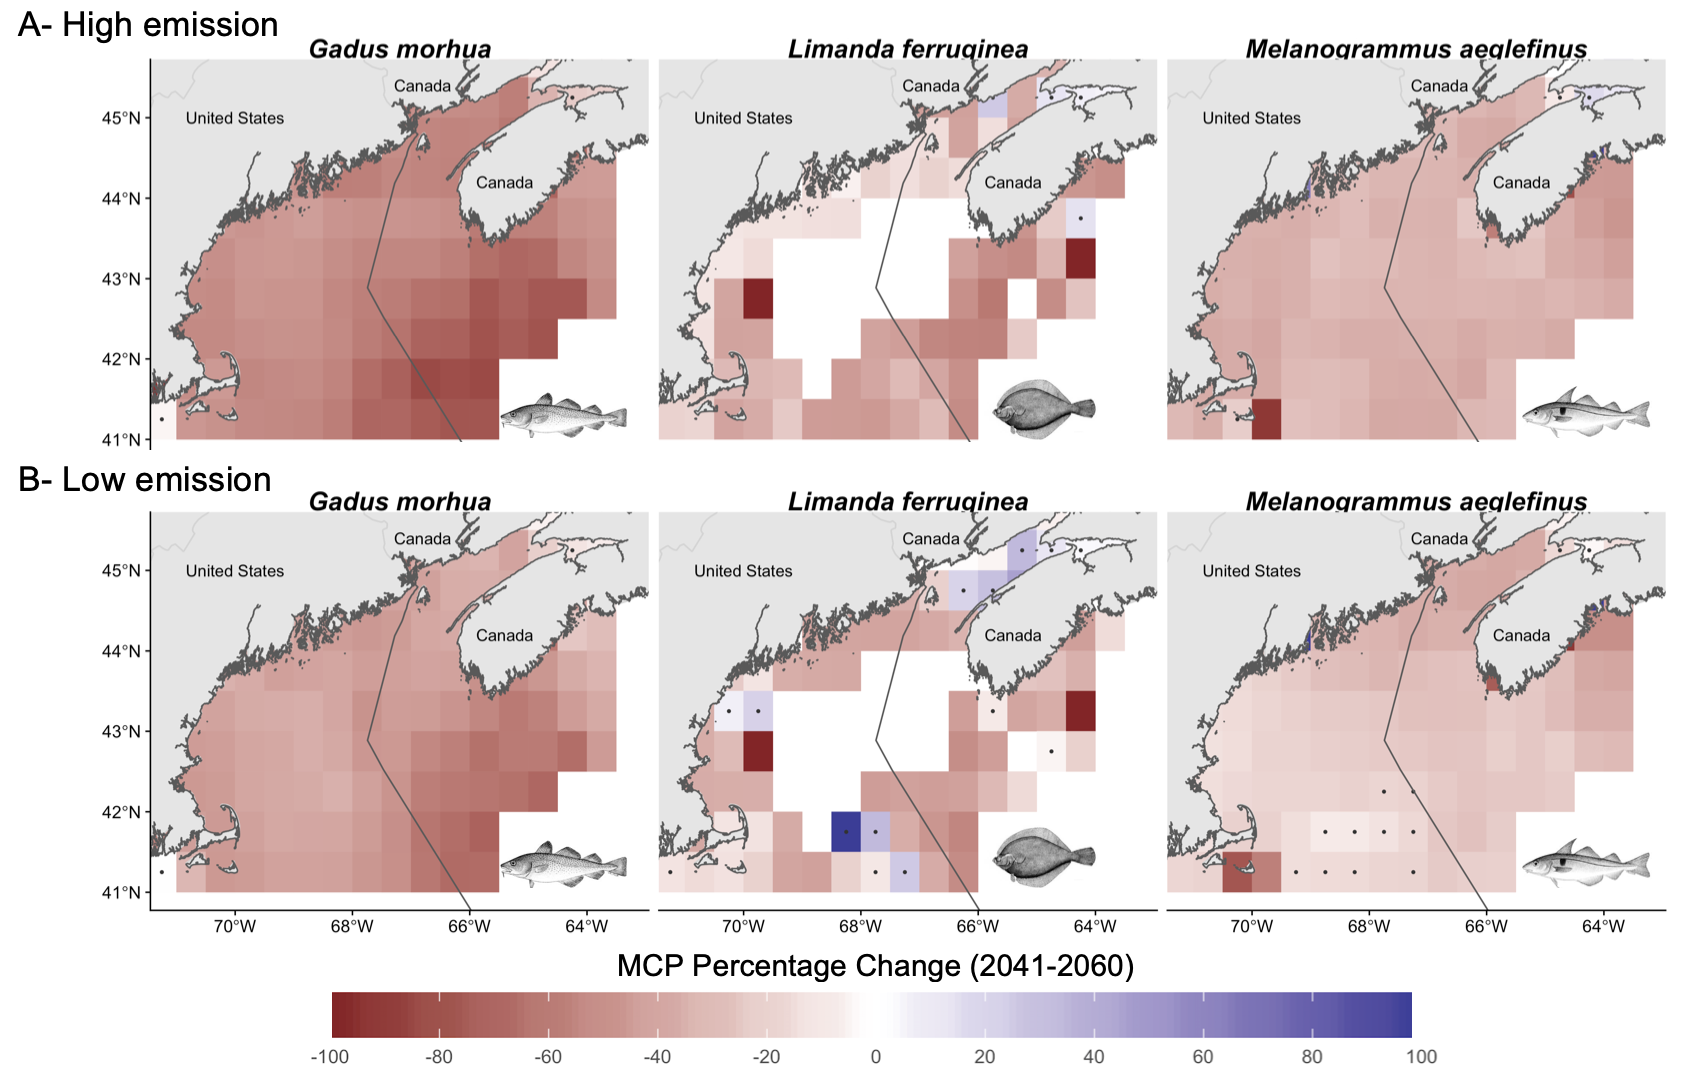 A- High emission
Gadus morhua
Limanda ferruginea
Melanogrammus aeglefinus
Canada
Canada
Canada
United States
United States
United States
45°N
Canada
Canada
Canada
44°N
43°N
42°N
41°N
B- Low emission
Gadus morhua
Limanda ferruginea
Melanogrammus aeglefinus
Canada
Canada
Canada
United States
United States
United States
45°N
Canada
Canada
Canada
44°N
43°N
42°N
41°N
70°W 68°W 66°W 64°W
70°W 68°W 66°W 64°W
70°W 68°W 66°W 64°W
MCP Percentage Change (2041-2060)
-100 -80 -60 -40 -20 0 20 40 60 80 100